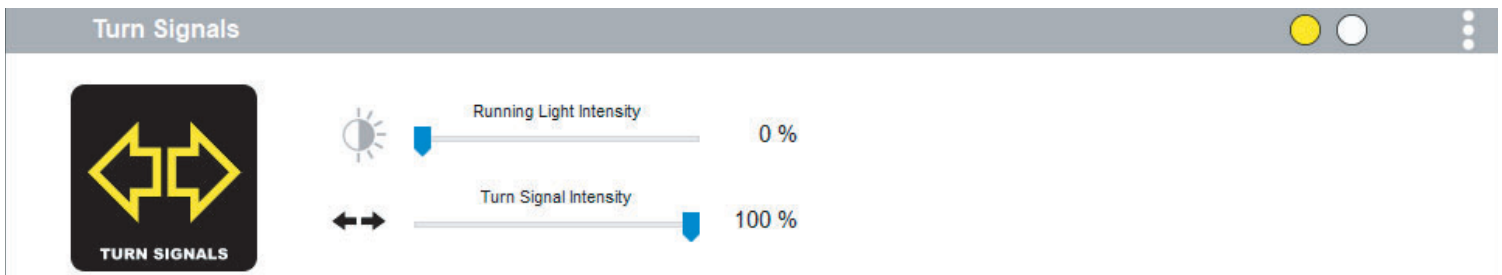 Turn Signals
Running Light Intensity
0 %
Turn Signal Intensity
100 %
TURN SIGNALS